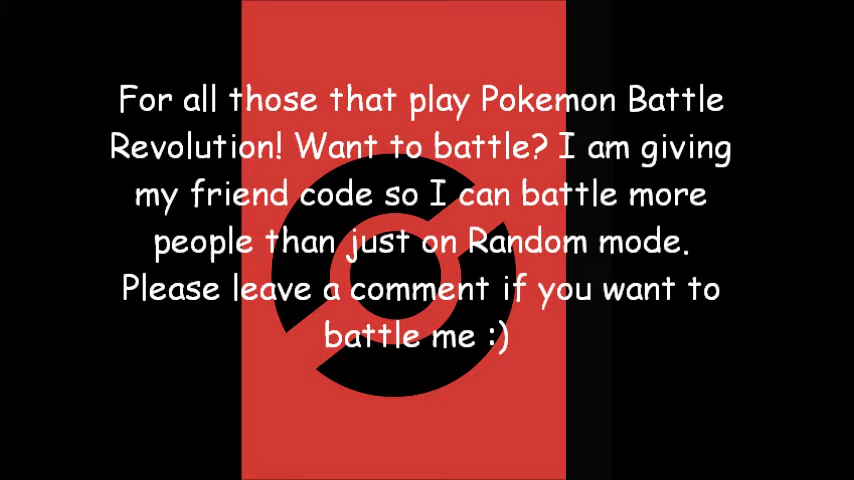 For all those that play Pokemon Battle
Revolution! Want to battle? I am giving
my friend code so I can battle more
people than just on Random mode.
Please leave a comment if you want to
battle me :)